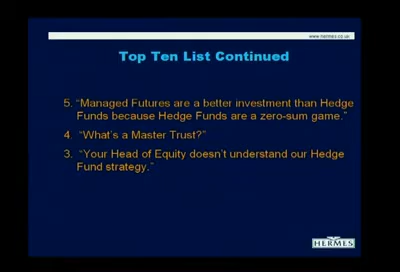 www.hermes.co.uk
Top Ten List Continued
5. “Managed Futures are a better investment than Hedge
Funds because Hedge Funds are a zero-sum game.”
4. “What’s a Master Trust?”
3. “Your Head of Equity doesn’t understand our Hedge
Fund strategy.”
HERMES